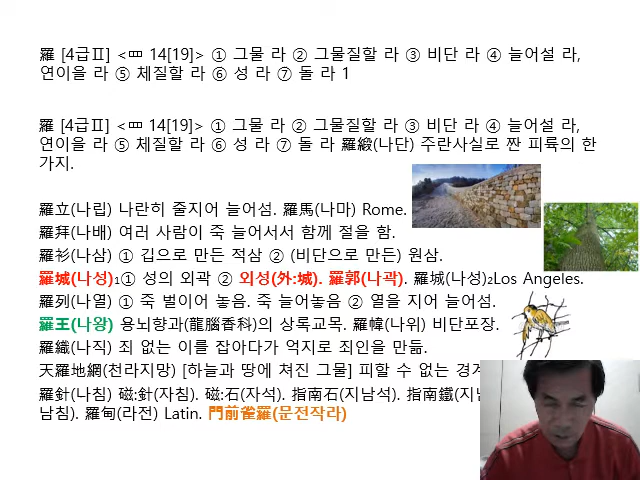 羅 [4급Ⅱ] <罒 14[19]> ① 그물 라 ② 그물질할 라 ③ 비단 라 ④ 늘어설 라,
연이을 라 ⑤ 체질할 라 ⑥ 성 라 ⑦ 돌 라 1
羅 [4급Ⅱ] <罒 14[19]> ① 그물 라 ② 그물질할 라 ③ 비단 라 ④ 늘어설 라,
연이을 라 ⑤ 체질할 라 ⑥ 성 라 ⑦ 돌 라 羅緞(나단) 주란사실로 짠 피륙의 한
가지.
羅立(나립) 나란히 줄지어 늘어섬. 羅馬(나마) Rome.
羅拜(나배) 여러 사람이 죽 늘어서서 함께 절을 함.
羅衫(나삼) ① 깁으로 만든 적삼 ② (비단으로 만든) 원삼.
羅城(나성)₁① 성의 외곽 ② 외성(外:城). 羅郭(나곽). 羅城(나성)₂Los Angeles.
羅列(나열) ① 죽 벌이어 놓음. 죽 늘어놓음 ② 열을 지어 늘어섬.
羅王(나왕) 용뇌향과(龍腦香科)의 상록교목. 羅幃(나위) 비단포장.
羅織(나직) 죄 없는 이를 잡아다가 억지로 죄인을 만듦.
天羅地網(천라지망) [하늘과 땅에 쳐진 그물] 피할 수 없는
羅針(나침) 磁:針(자침). 磁:石(자석). 指南石(지남석). 指南鐵
남침). 羅甸(라전) Latin. 門前雀羅(문전작라)